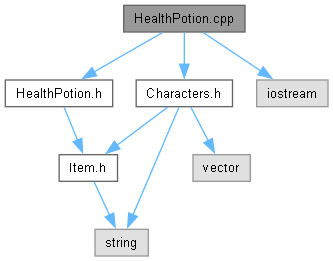 HealthPotion.cpp
HealthPotion.h
Characters.h
iostream
Item.h
vector
string